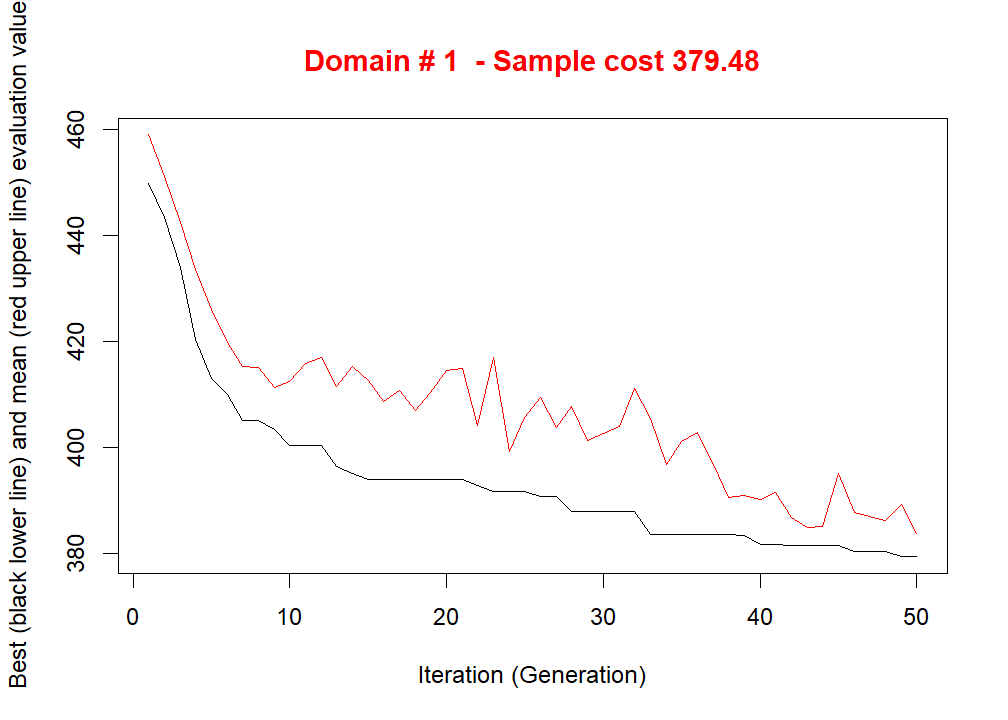 Domain # 1  - Sample cost 379.48
Best (black lower line) and mean (red upper line) evaluation value
460
440
420
400
380
0 10 20 30 40 50
Iteration (Generation)